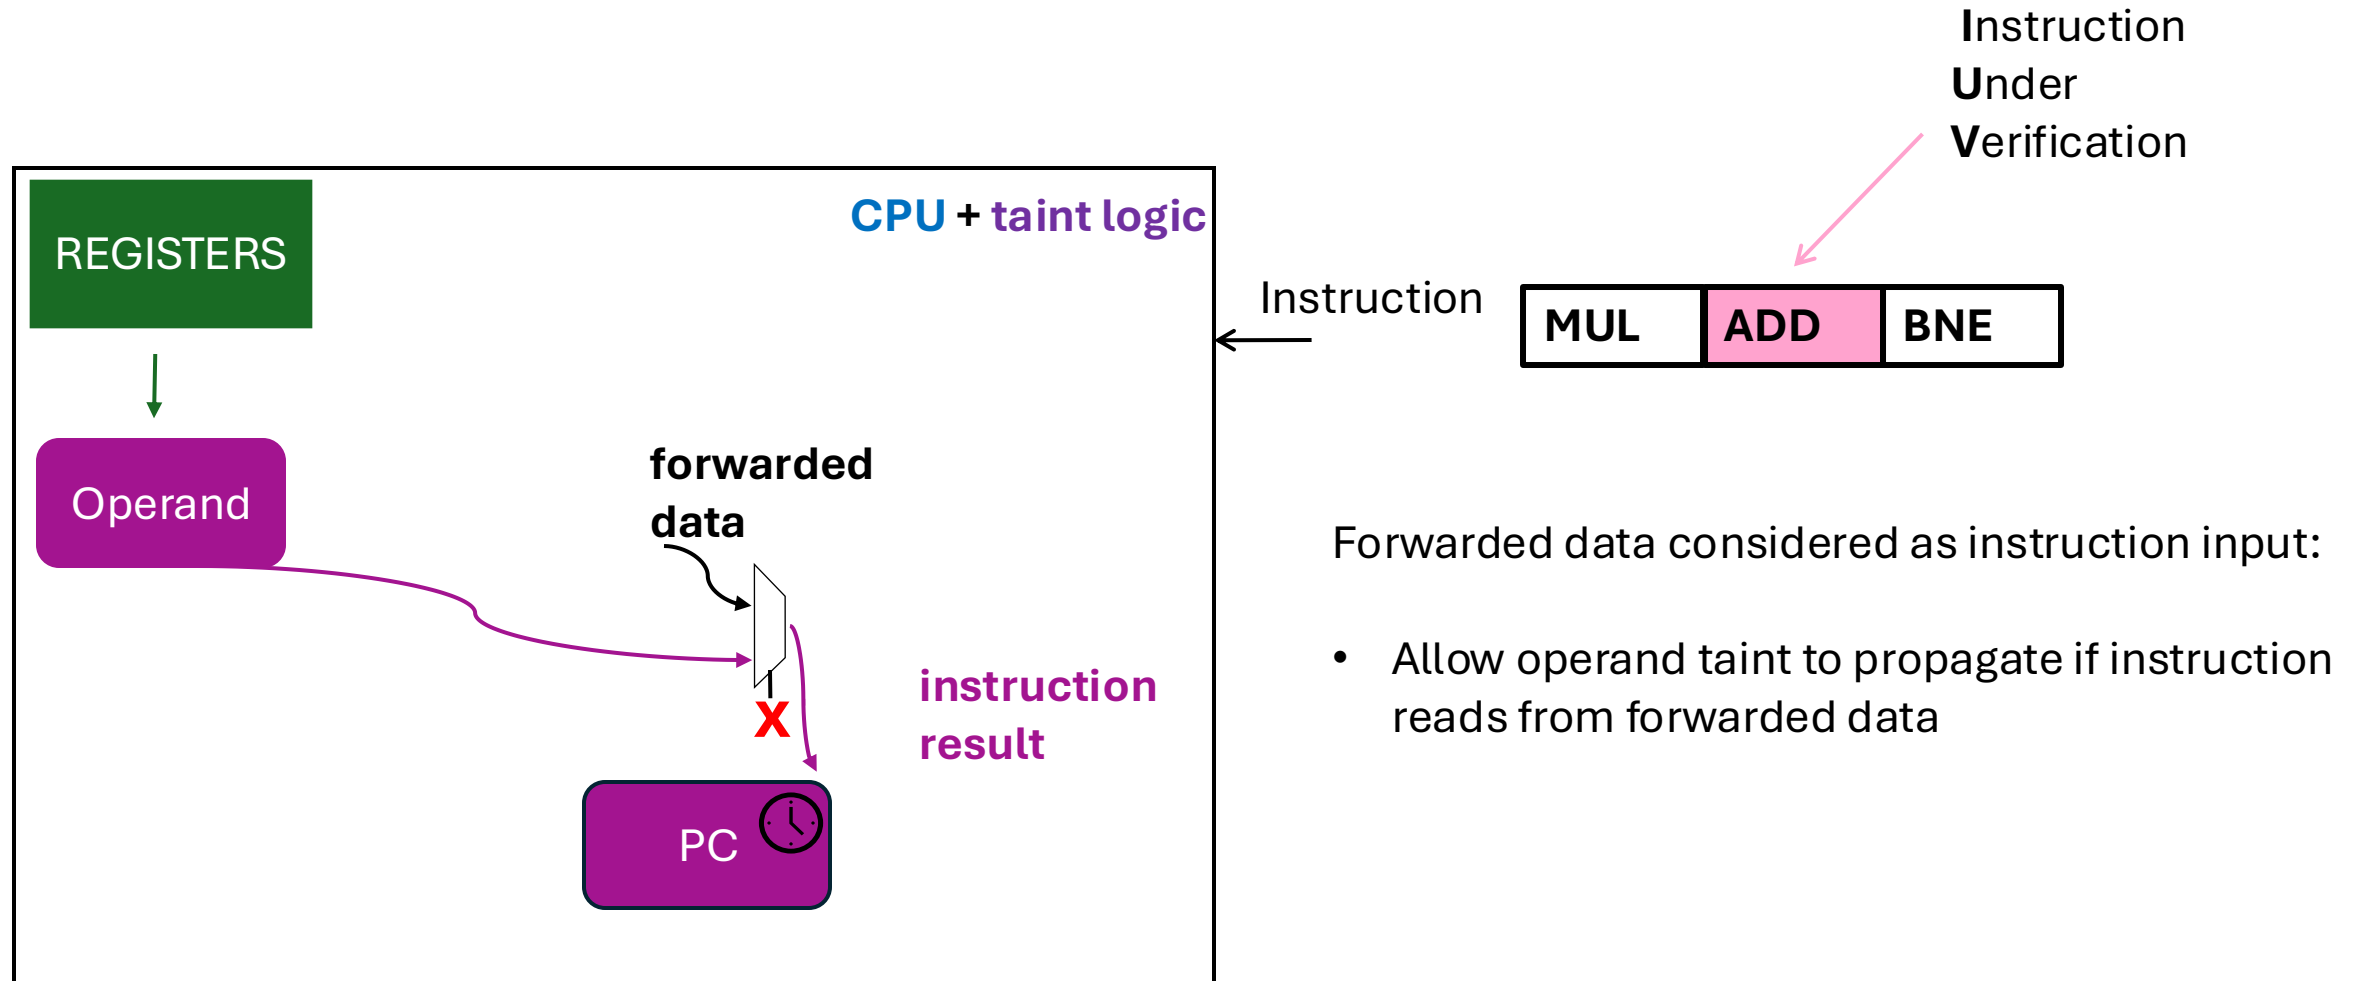 Instruction
Under
Verification
REGISTERS
CPU + taint logic
Instruction
MUL
ADD
BNE
Operand
forwarded
data
X
instruction
result
PC
Forwarded data considered as instruction input:
• Allow operand taint to propagate if instruction
reads from forwarded data